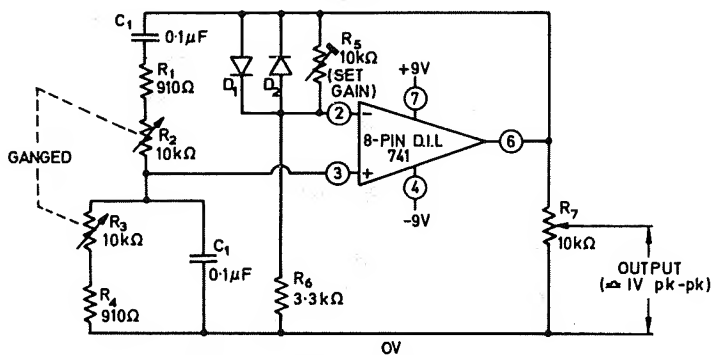 C1
0·1µF
R1
910Ω
R2
10kΩ
GANGED
R3
10kΩ
R4
910Ω
C1
0·1µF
D1
D2
R5
10kΩ
(SET
GAIN)
R6
3·3kΩ
2
−
3
+
8-PIN D.I.L
741
+9V
7
4
-9V
6
R7
10kΩ
OUTPUT
(≏ 1V pk-pk)
0V